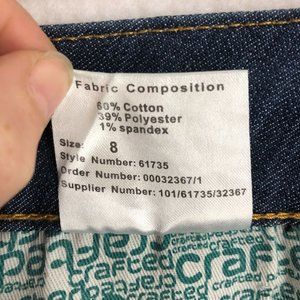 Fabric Composition
60% Cotton
39% Polyester
1% spandex
Size: 8
Style Number: 61735
Order Number: 00032367/1
Supplier Number: 101/61735/32367
crafted
crafted